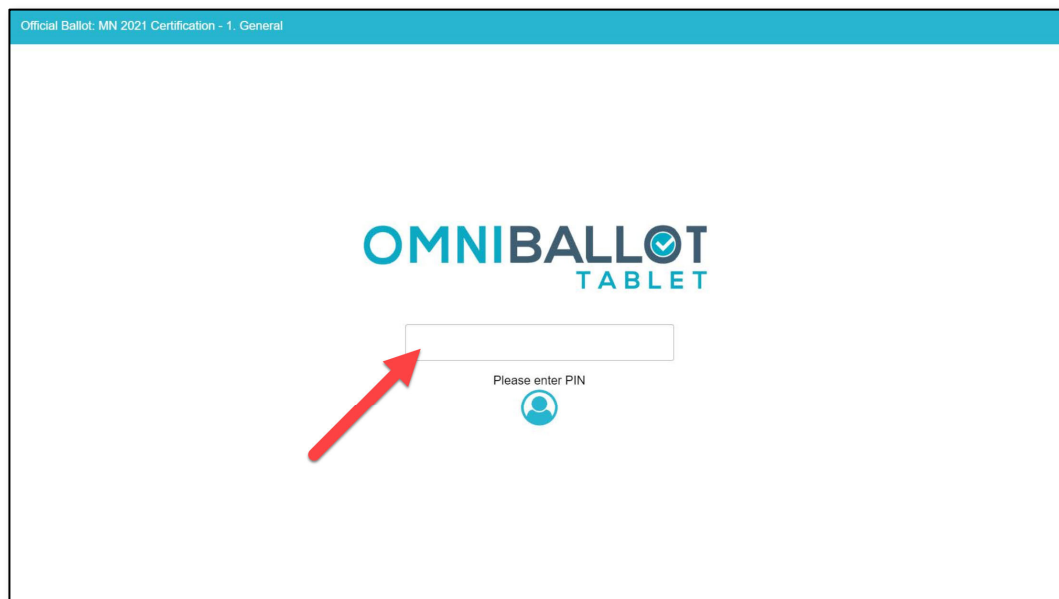 Official Ballot: MN 2021 Certification - 1. General
OMNIBALLOT
TABLET
Please enter PIN